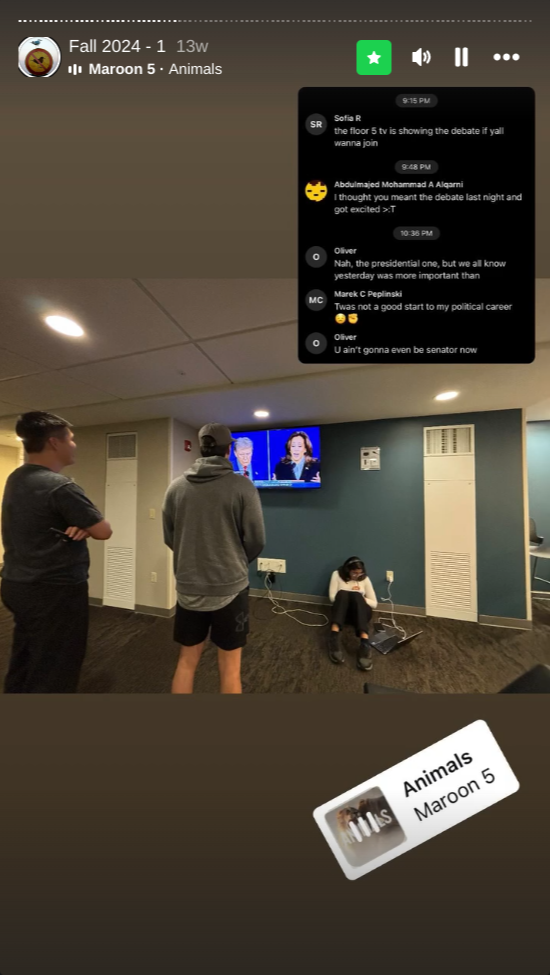 Fall 2024 - 1 13w
Maroon 5 · Animals
9:15 PM
SR
Sofia R
the floor 5 tv is showing the debate if yall
wanna join
9:48 PM
Abdulmajed Mohammad A Alqarni
I thought you meant the debate last night and
got excited >:T
10:36 PM
O
Oliver
Nah, the presidential one, but we all know
yesterday was more important than
MC
Marek C Peplinski
Twas not a good start to my political career
😔✊
O
Oliver
U ain't gonna even be senator now
Animals
Maroon 5